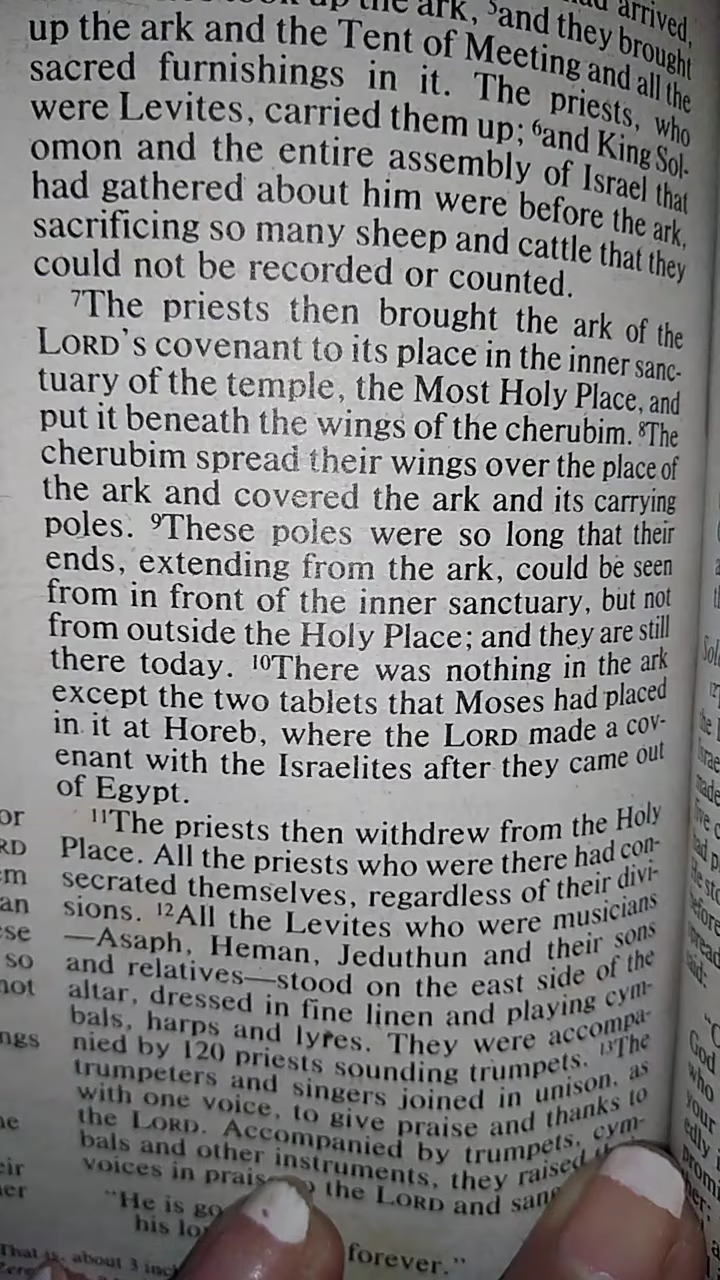 up the ark, ⁵and they brought
up the ark and the Tent of Meeting and all the
sacred furnishings in it. The priests, who
were Levites, carried them up; ⁶and King Sol-
omon and the entire assembly of Israel that
had gathered about him were before the ark,
sacrificing so many sheep and cattle that they
could not be recorded or counted.
⁷The priests then brought the ark of the
LORD's covenant to its place in the inner sanc-
tuary of the temple, the Most Holy Place, and
put it beneath the wings of the cherubim. ⁸The
cherubim spread their wings over the place of
the ark and covered the ark and its carrying
poles. ⁹These poles were so long that their
ends, extending from the ark, could be seen
from in front of the inner sanctuary, but not
from outside the Holy Place; and they are still
there today. ¹⁰There was nothing in the ark
except the two tablets that Moses had placed
in it at Horeb, where the LORD made a cov-
enant with the Israelites after they came out
of Egypt.
¹¹The priests then withdrew from the Holy
Place. All the priests who were there had con-
secrated themselves, regardless of their divi-
sions. ¹²All the Levites who were musicians
—Asaph, Heman, Jeduthun and their sons
and relatives—stood on the east side of the
altar, dressed in fine linen and playing cym-
bals, harps and lyres. They were accompa-
nied by 120 priests sounding trumpets. ¹³The
trumpeters and singers joined in unison, as
with one voice, to give praise and thanks to
the LORD. Accompanied by trumpets, cym-
bals and other instruments, they raised
voices in praise the LORD and sang
"He is
his forever."
That is, about 3